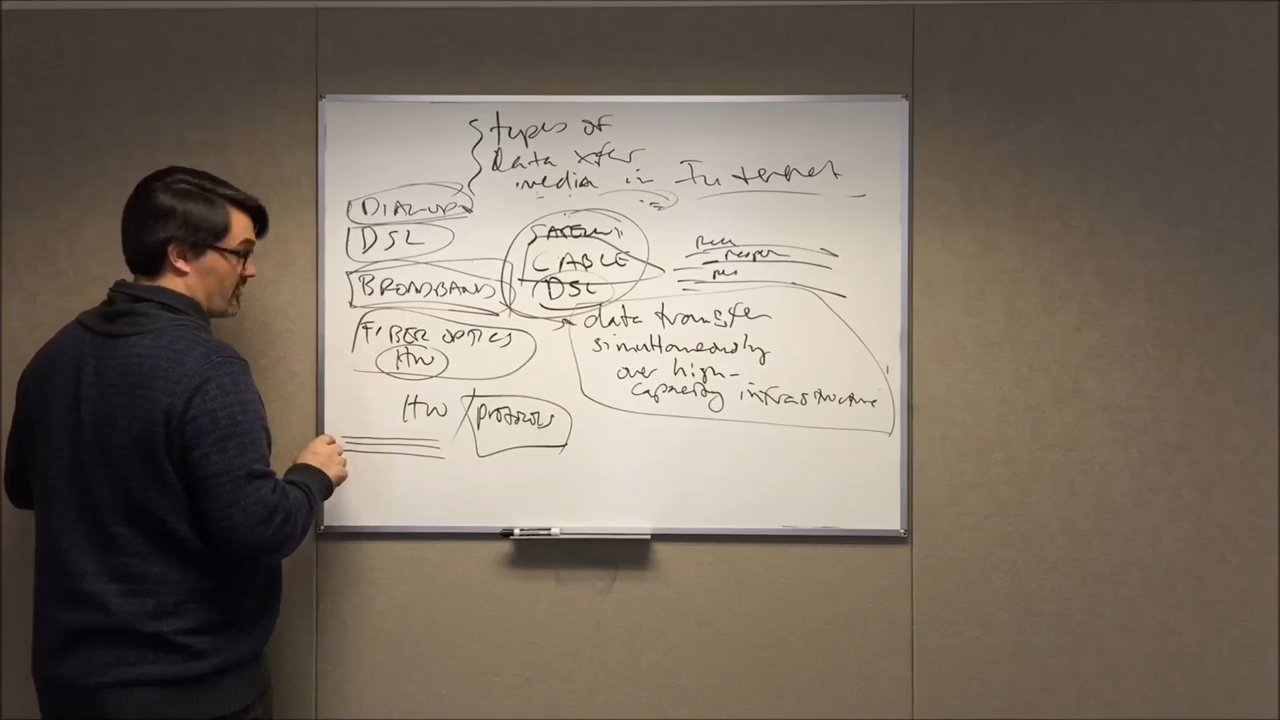 types of
Data xfer
media in Internet
DIAL-UP
DSL
BROADBAND
FIBER OPTICS
HW
HW
PROTOCOLS
CABLE
DSL
data transfer
simultaneously
over high-
capacity infrastructure